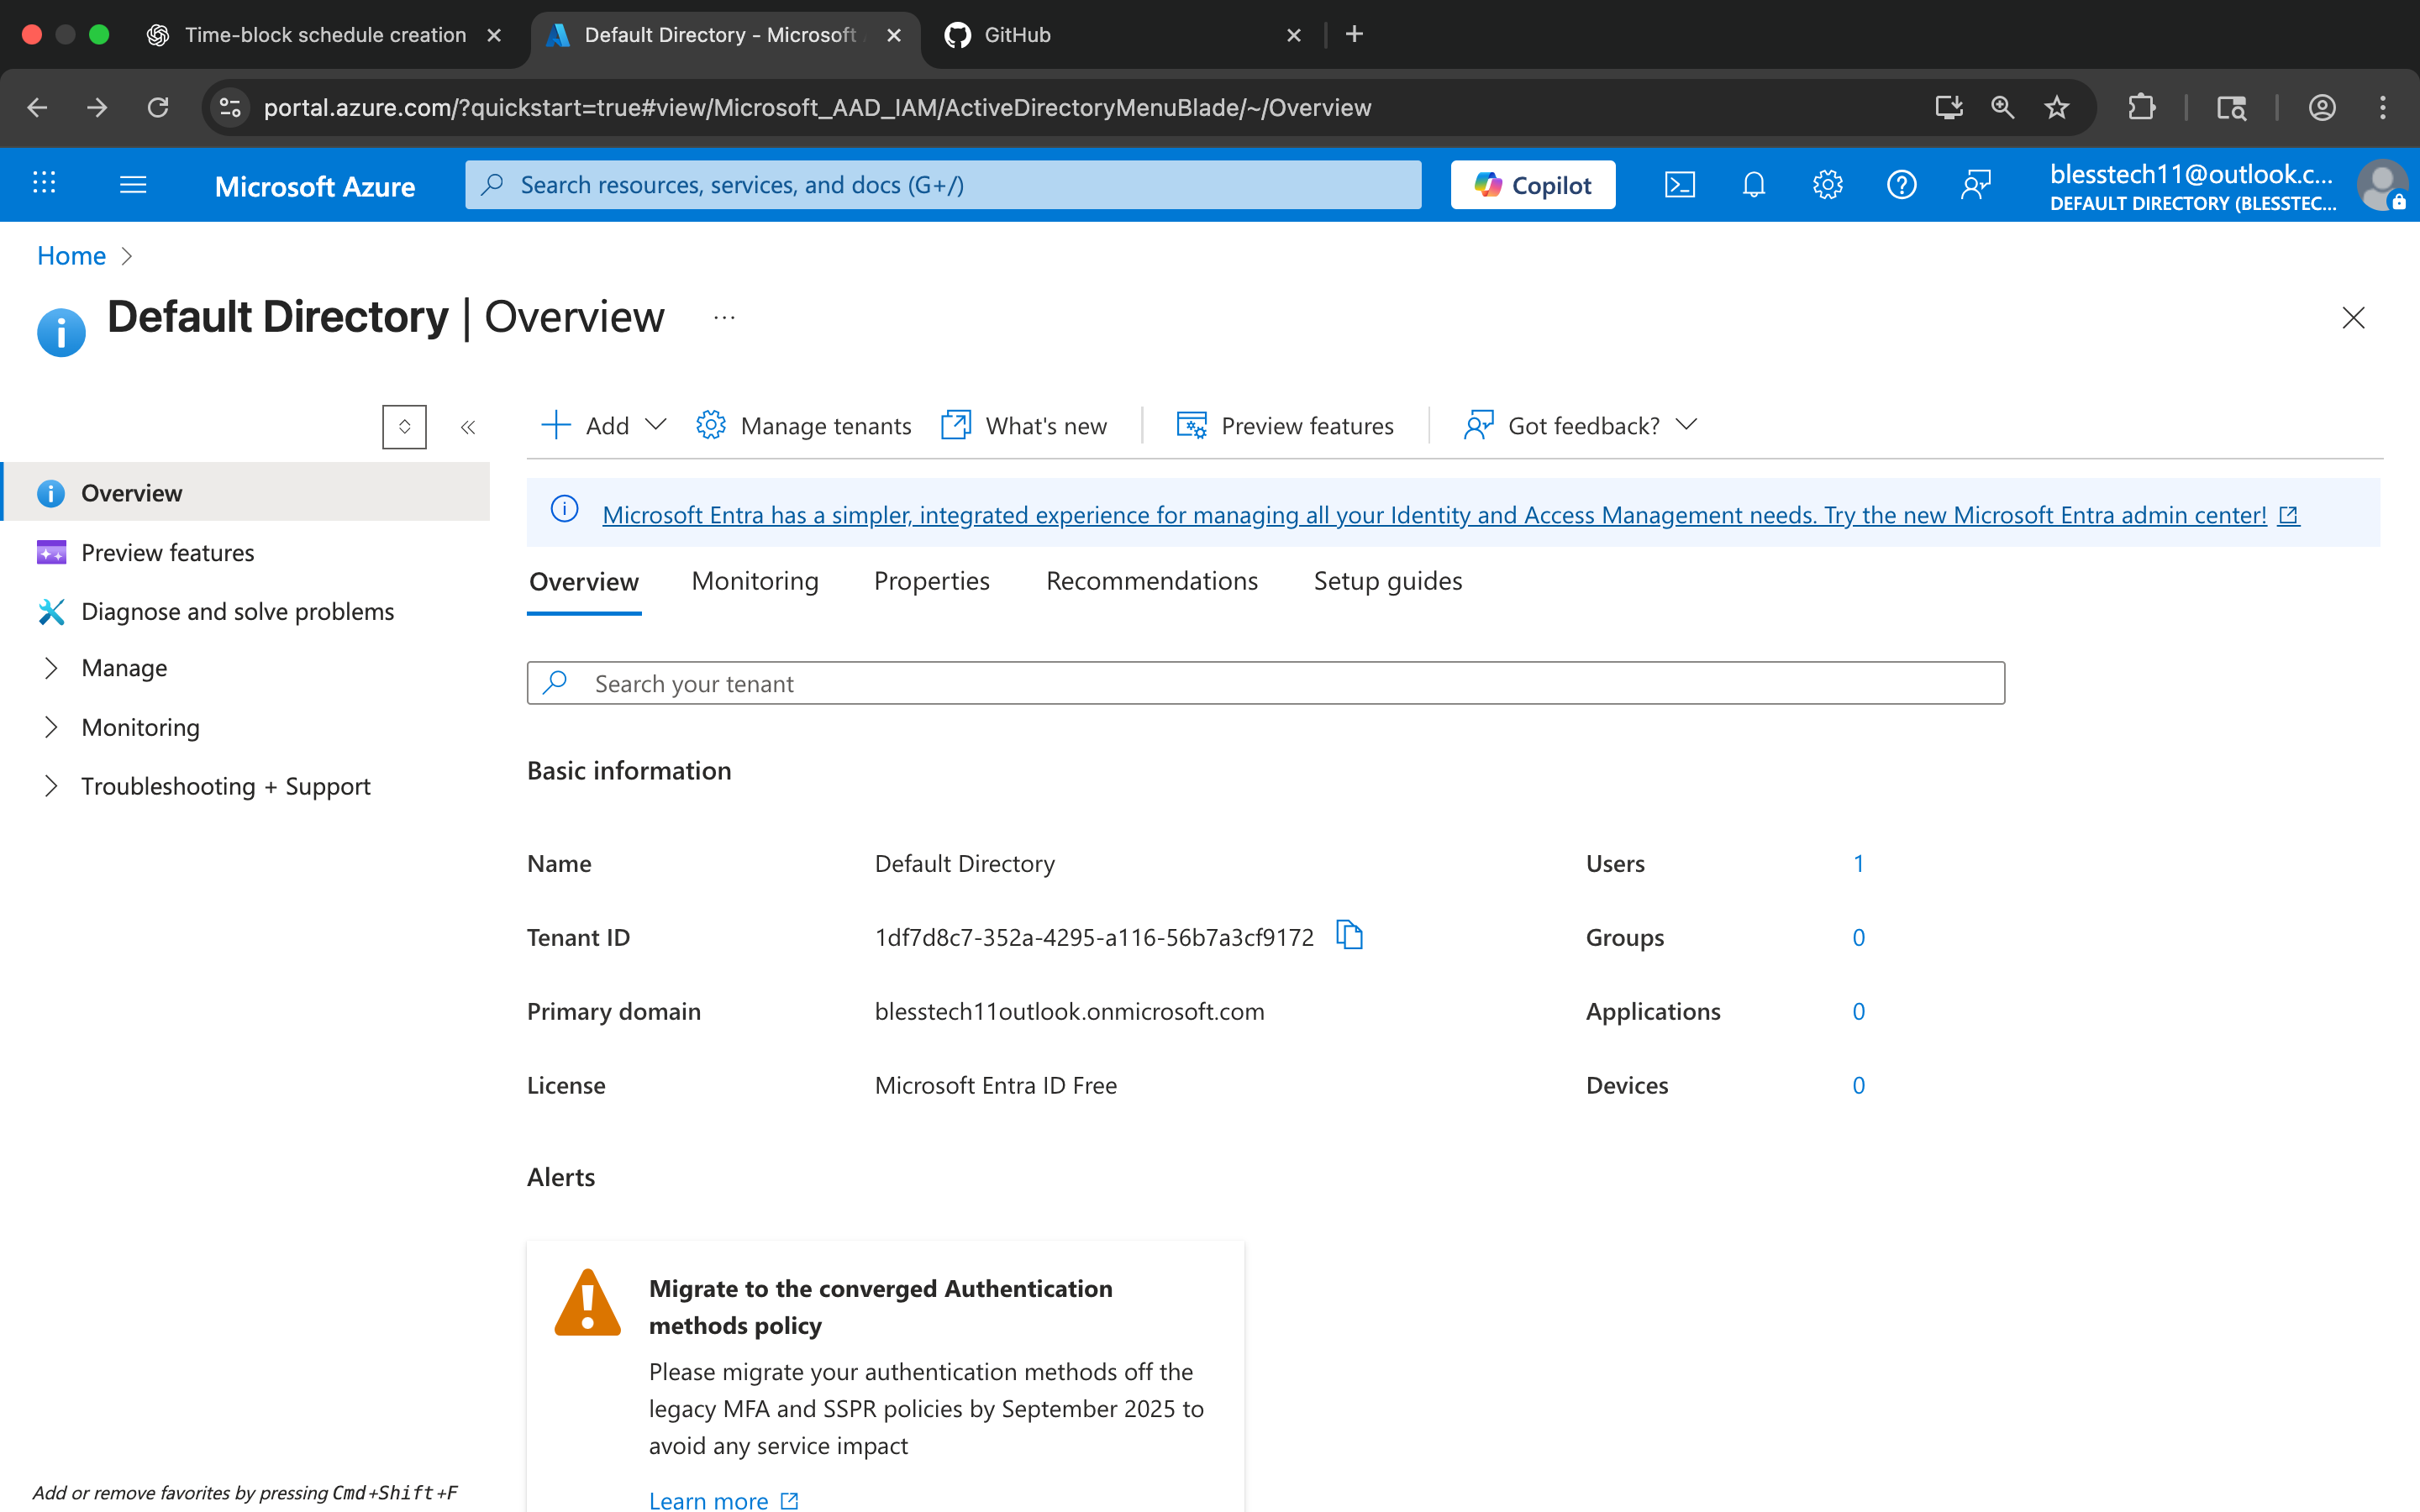 Time-block schedule creation
Default Directory - Microsoft
GitHub
portal.azure.com/?quickstart=true#view/Microsoft_AAD_IAM/ActiveDirectoryMenuBlade/~/Overview
Microsoft Azure
Search resources, services, and docs (G+/)
Copilot
blesstech11@outlook.c...
DEFAULT DIRECTORY (BLESSTEC...
Home
Default Directory | Overview
...
Add
Manage tenants
What's new
Preview features
Got feedback?
Overview
Preview features
Diagnose and solve problems
Manage
Monitoring
Troubleshooting + Support
Microsoft Entra has a simpler, integrated experience for managing all your Identity and Access Management needs. Try the new Microsoft Entra admin center!
Overview Monitoring Properties Recommendations Setup guides
Search your tenant
Basic information
Name Default Directory Users 1
Tenant ID 1df7d8c7-352a-4295-a116-56b7a3cf9172 Groups 0
Primary domain blesstech11outlook.onmicrosoft.com Applications 0
License Microsoft Entra ID Free Devices 0
Alerts
Migrate to the converged Authentication
methods policy
Please migrate your authentication methods off the
legacy MFA and SSPR policies by September 2025 to
avoid any service impact
Learn more
Add or remove favorites by pressing Cmd+Shift+F